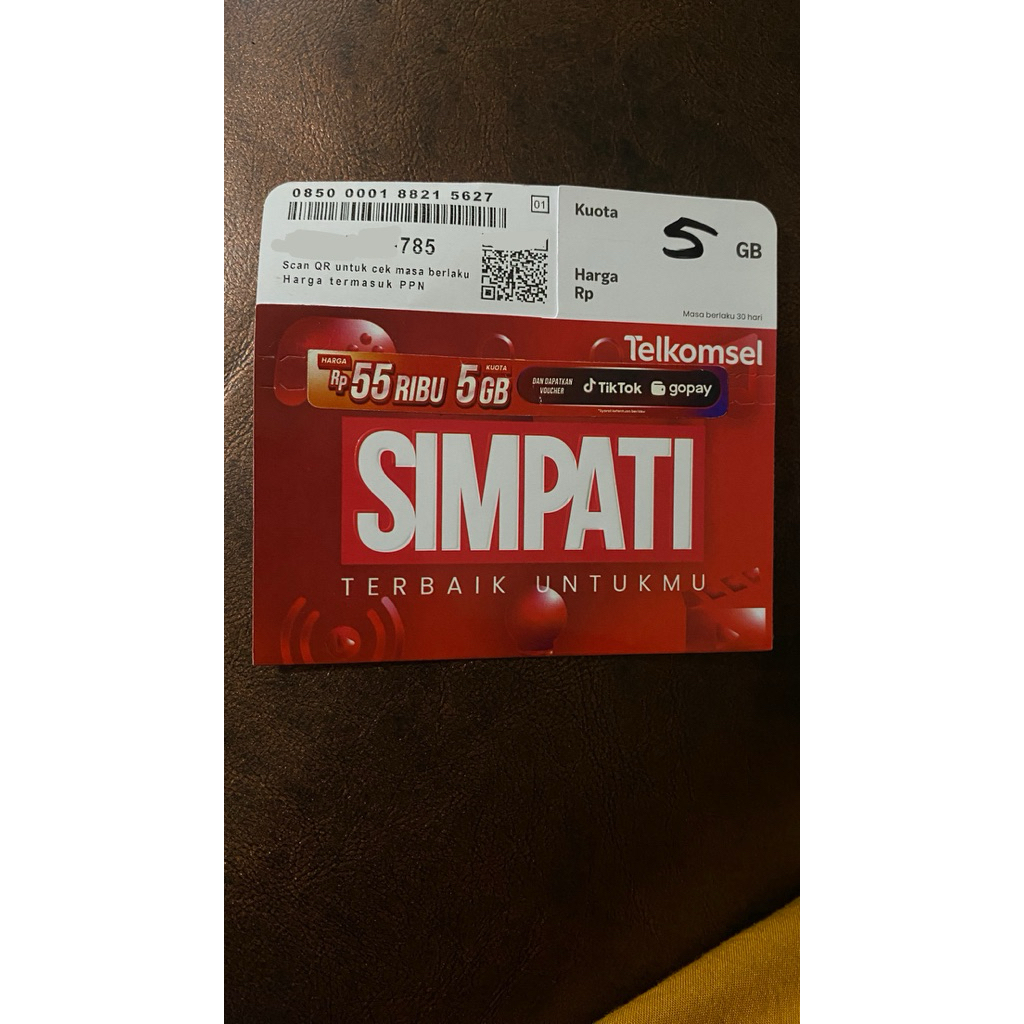 0850 0001 8821 5627
01
785
Scan QR untuk cek masa berlaku
Harga termasuk PPN
Kuota
5 GB
Harga
Rp
Masa berlaku 30 hari
Telkomsel
HARGA
Rp 55 RIBU
KUOTA
5 GB
DAN DAPATKAN
VOUCHER
TikTok gopay
SIMPATI
TERBAIK UNTUKMU